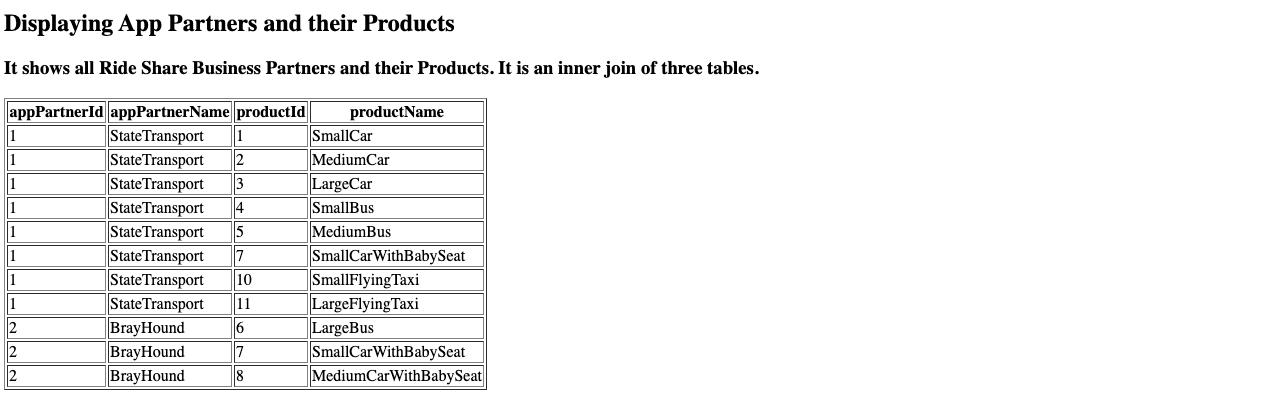 Displaying App Partners and their Products
It shows all Ride Share Business Partners and their Products. It is an inner join of three tables.
appPartnerId appPartnerName productId productName
1 StateTransport 1 SmallCar
1 StateTransport 2 MediumCar
1 StateTransport 3 LargeCar
1 StateTransport 4 SmallBus
1 StateTransport 5 MediumBus
1 StateTransport 7 SmallCarWithBabySeat
1 StateTransport 10 SmallFlyingTaxi
1 StateTransport 11 LargeFlyingTaxi
2 BrayHound 6 LargeBus
2 BrayHound 7 SmallCarWithBabySeat
2 BrayHound 8 MediumCarWithBabySeat